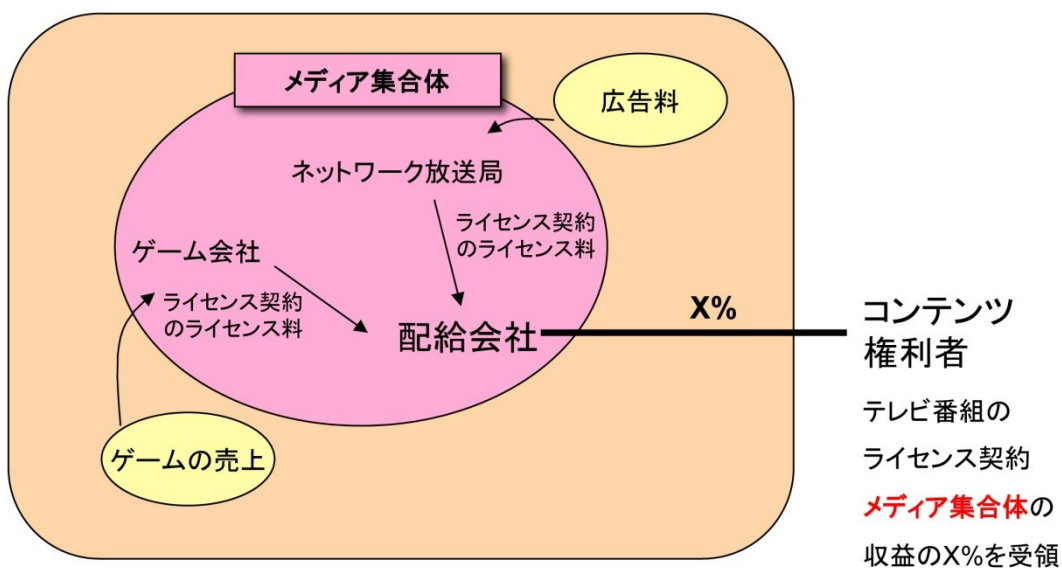 メディア集合体
広告料
ネットワーク放送局
ライセンス契約
のライセンス料
ゲーム会社
ライセンス契約
のライセンス料
配給会社
X%
コンテンツ
権利者
テレビ番組の
ライセンス契約
メディア集合体の
収益のX%を受領
ゲームの売上